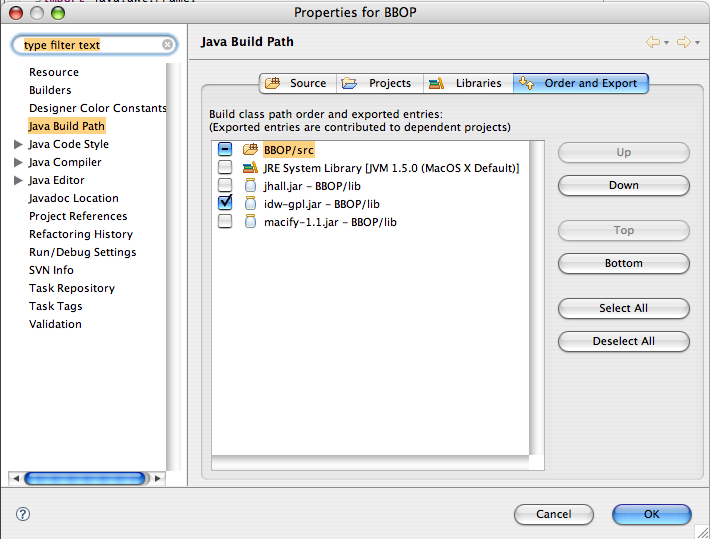 Properties for BBOP
type filter text
Resource
Builders
Designer Color Constants
Java Build Path
Java Code Style
Java Compiler
Java Editor
Javadoc Location
Project References
Refactoring History
Run/Debug Settings
SVN Info
Task Repository
Task Tags
Validation
Java Build Path
Source Projects Libraries Order and Export
Build class path order and exported entries:
(Exported entries are contributed to dependent projects)
BBOP/src
JRE System Library [JVM 1.5.0 (MacOS X Default)]
jhall.jar – BBOP/lib
idw-gpl.jar – BBOP/lib
macify-1.1.jar – BBOP/lib
Up
Down
Top
Bottom
Select All
Deselect All
?
Cancel OK